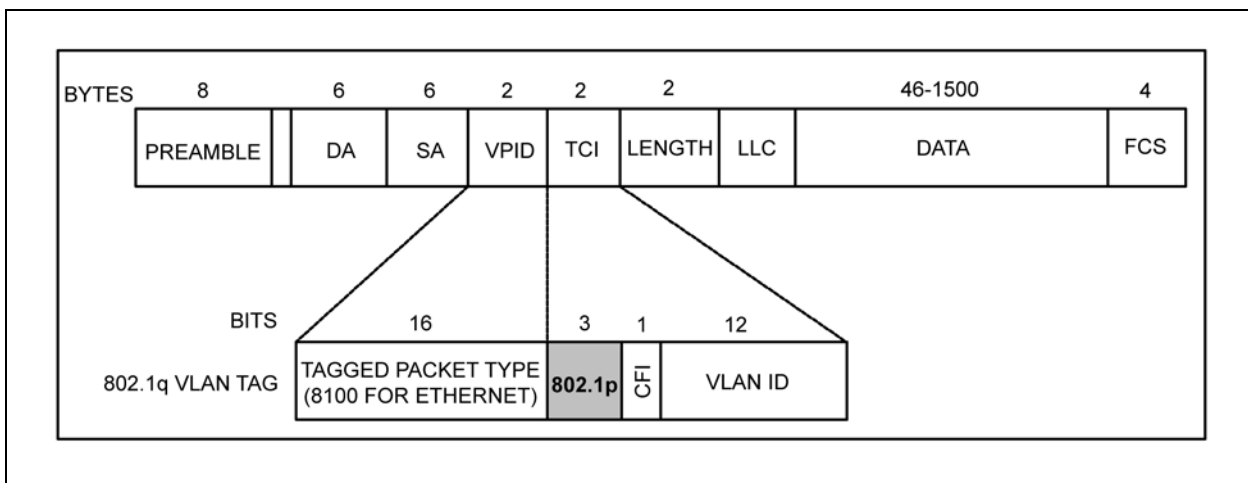 BYTES 8 6 6 2 2 2 46-1500 4
PREAMBLE DA SA VPID TCI LENGTH LLC DATA FCS
BITS 16 3 1 12
802.1q VLAN TAG
TAGGED PACKET TYPE
(8100 FOR ETHERNET)
802.1p
CFI
VLAN ID